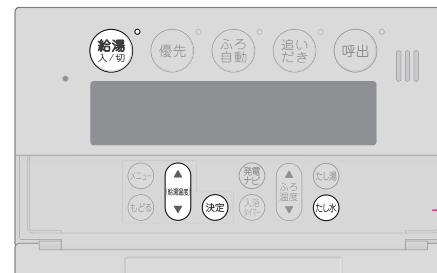 給湯
入/切
優先
ふろ
自動
追い
だき
呼出
メニュー
▲
給湯温度
▼
もどる
決定
発電
ナビ
入浴
タイマー
▲
ふろ
温度
▼
たし湯
たし水